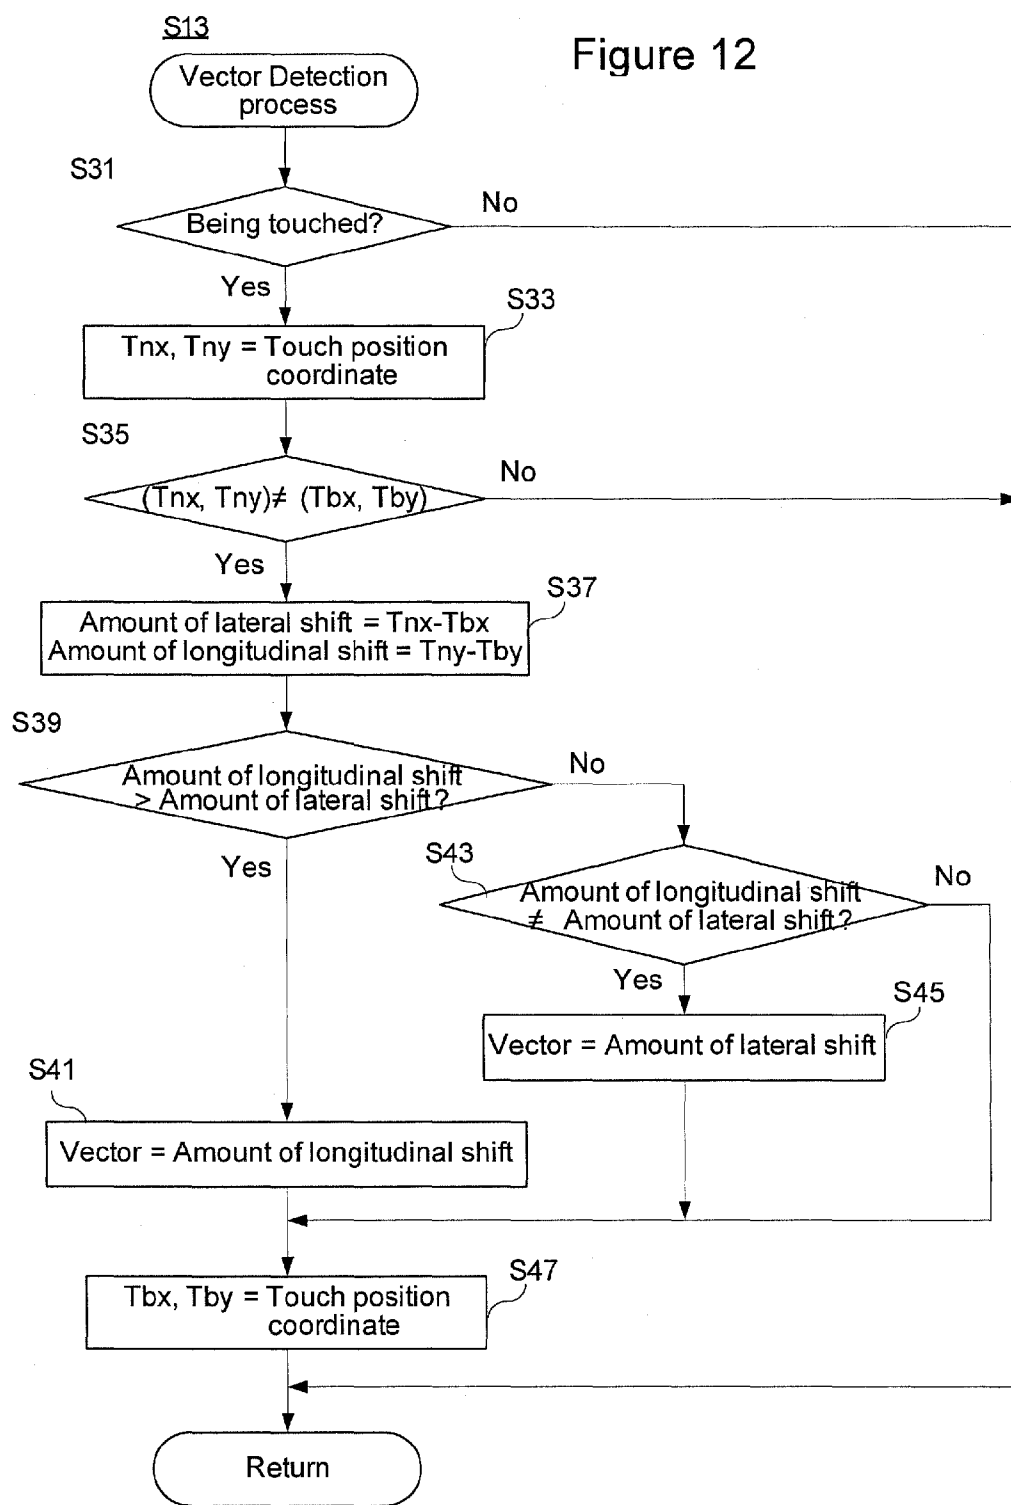 S13
Figure 12
Vector Detection
process
S31
Being touched?
No
Yes
S33
Tnx, Tny = Touch position
coordinate
S35
(Tnx, Tny)≠ (Tbx, Tby)
No
Yes
S37
Amount of lateral shift = Tnx-Tbx
Amount of longitudinal shift = Tny-Tby
S39
Amount of longitudinal shift
> Amount of lateral shift?
No
Yes
S43
Amount of longitudinal shift
≠ Amount of lateral shift?
No
Yes
S45
Vector = Amount of lateral shift
S41
Vector = Amount of longitudinal shift
S47
Tbx, Tby = Touch position
coordinate
Return